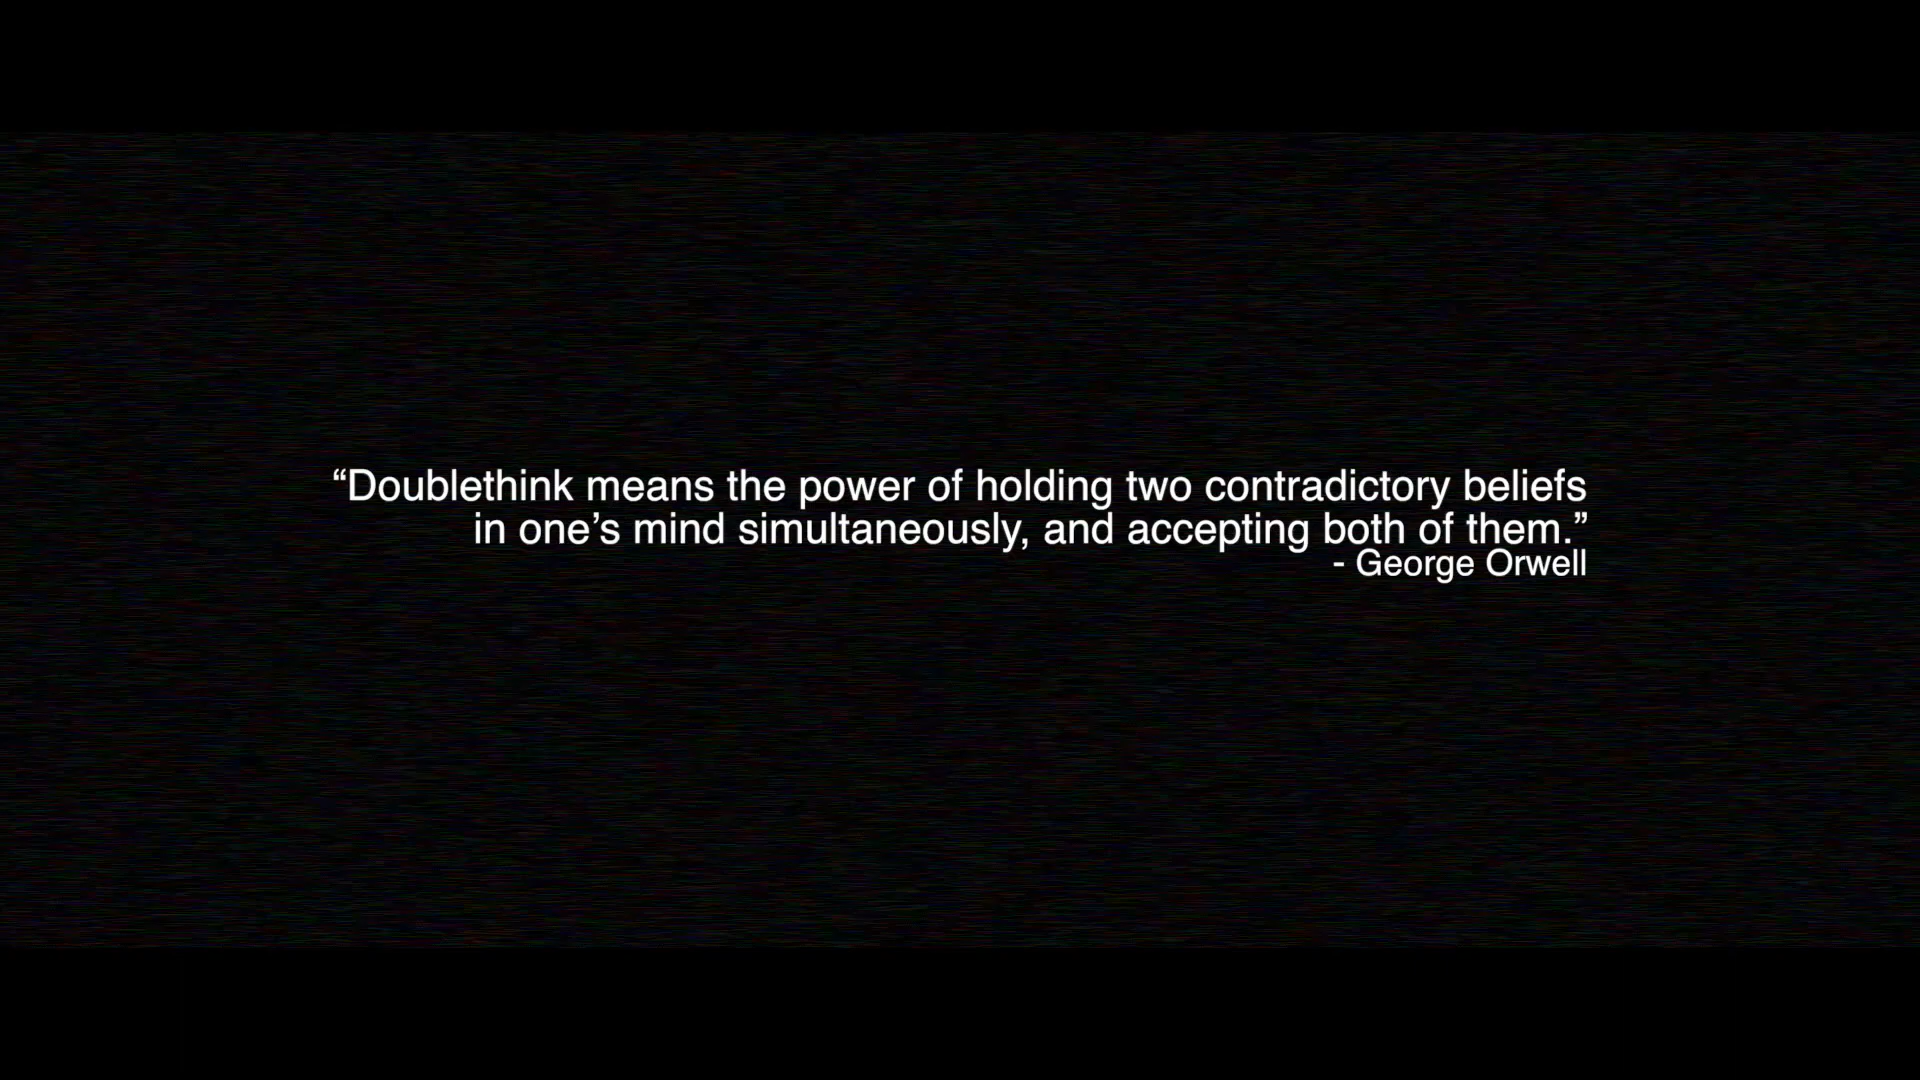 “Doublethink means the power of holding two contradictory beliefs
in one’s mind simultaneously, and accepting both of them.”
- George Orwell